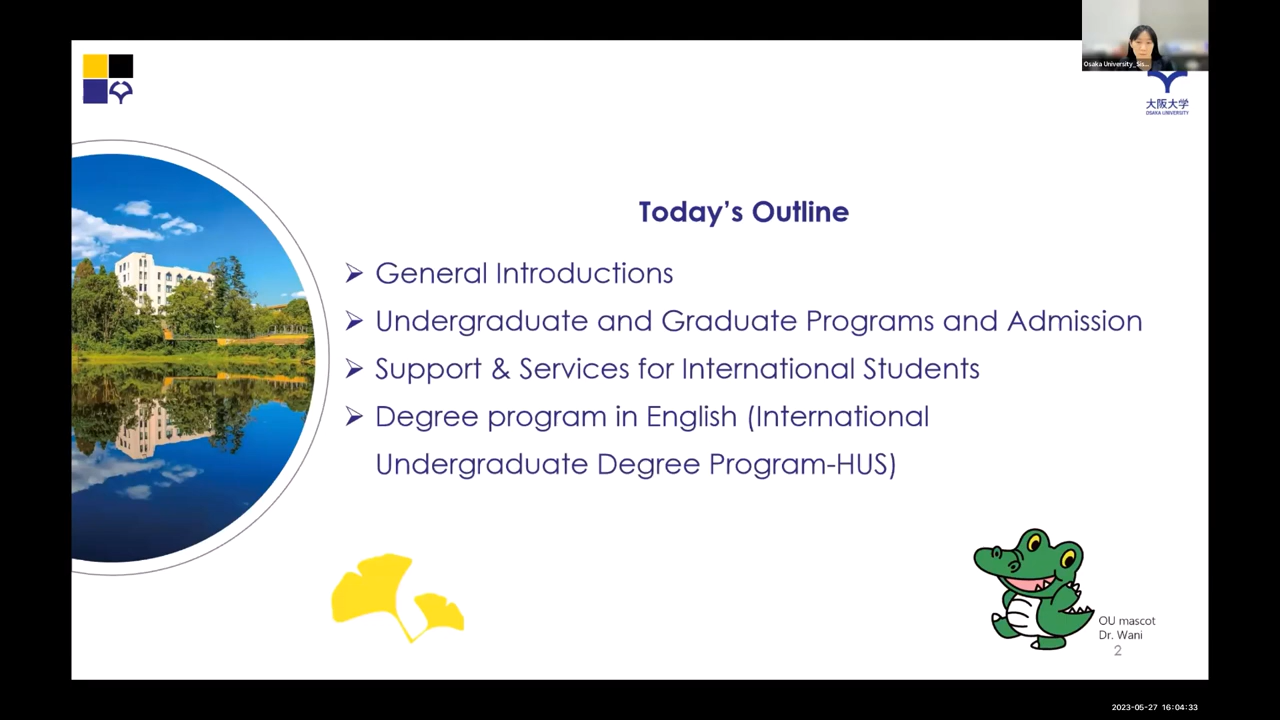 Osaka University_Sis...
大阪大学
OSAKA UNIVERSITY
Today's Outline
➢ General Introductions
➢ Undergraduate and Graduate Programs and Admission
➢ Support & Services for International Students
➢ Degree program in English (International
Undergraduate Degree Program-HUS)
OU mascot
Dr. Wani
2
2023-05-27 16:04:33